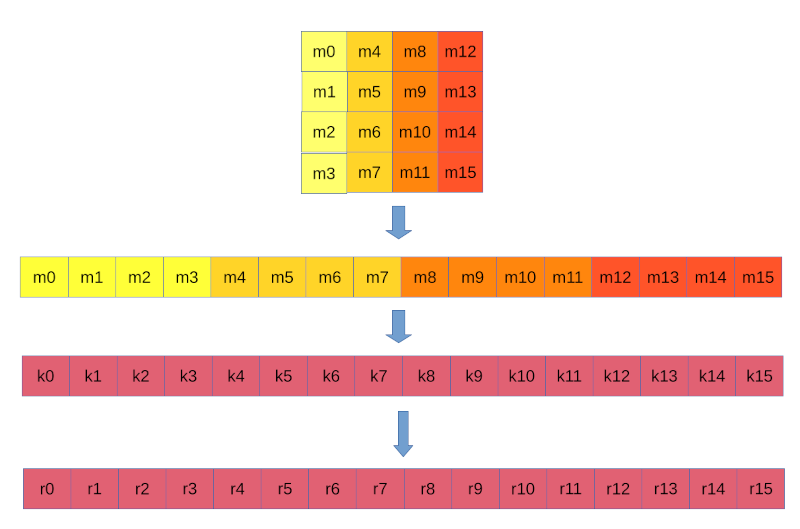 m0 m4 m8 m12
m1 m5 m9 m13
m2 m6 m10 m14
m3 m7 m11 m15
m0 m1 m2 m3 m4 m5 m6 m7 m8 m9 m10 m11 m12 m13 m14 m15
k0 k1 k2 k3 k4 k5 k6 k7 k8 k9 k10 k11 k12 k13 k14 k15
r0 r1 r2 r3 r4 r5 r6 r7 r8 r9 r10 r11 r12 r13 r14 r15